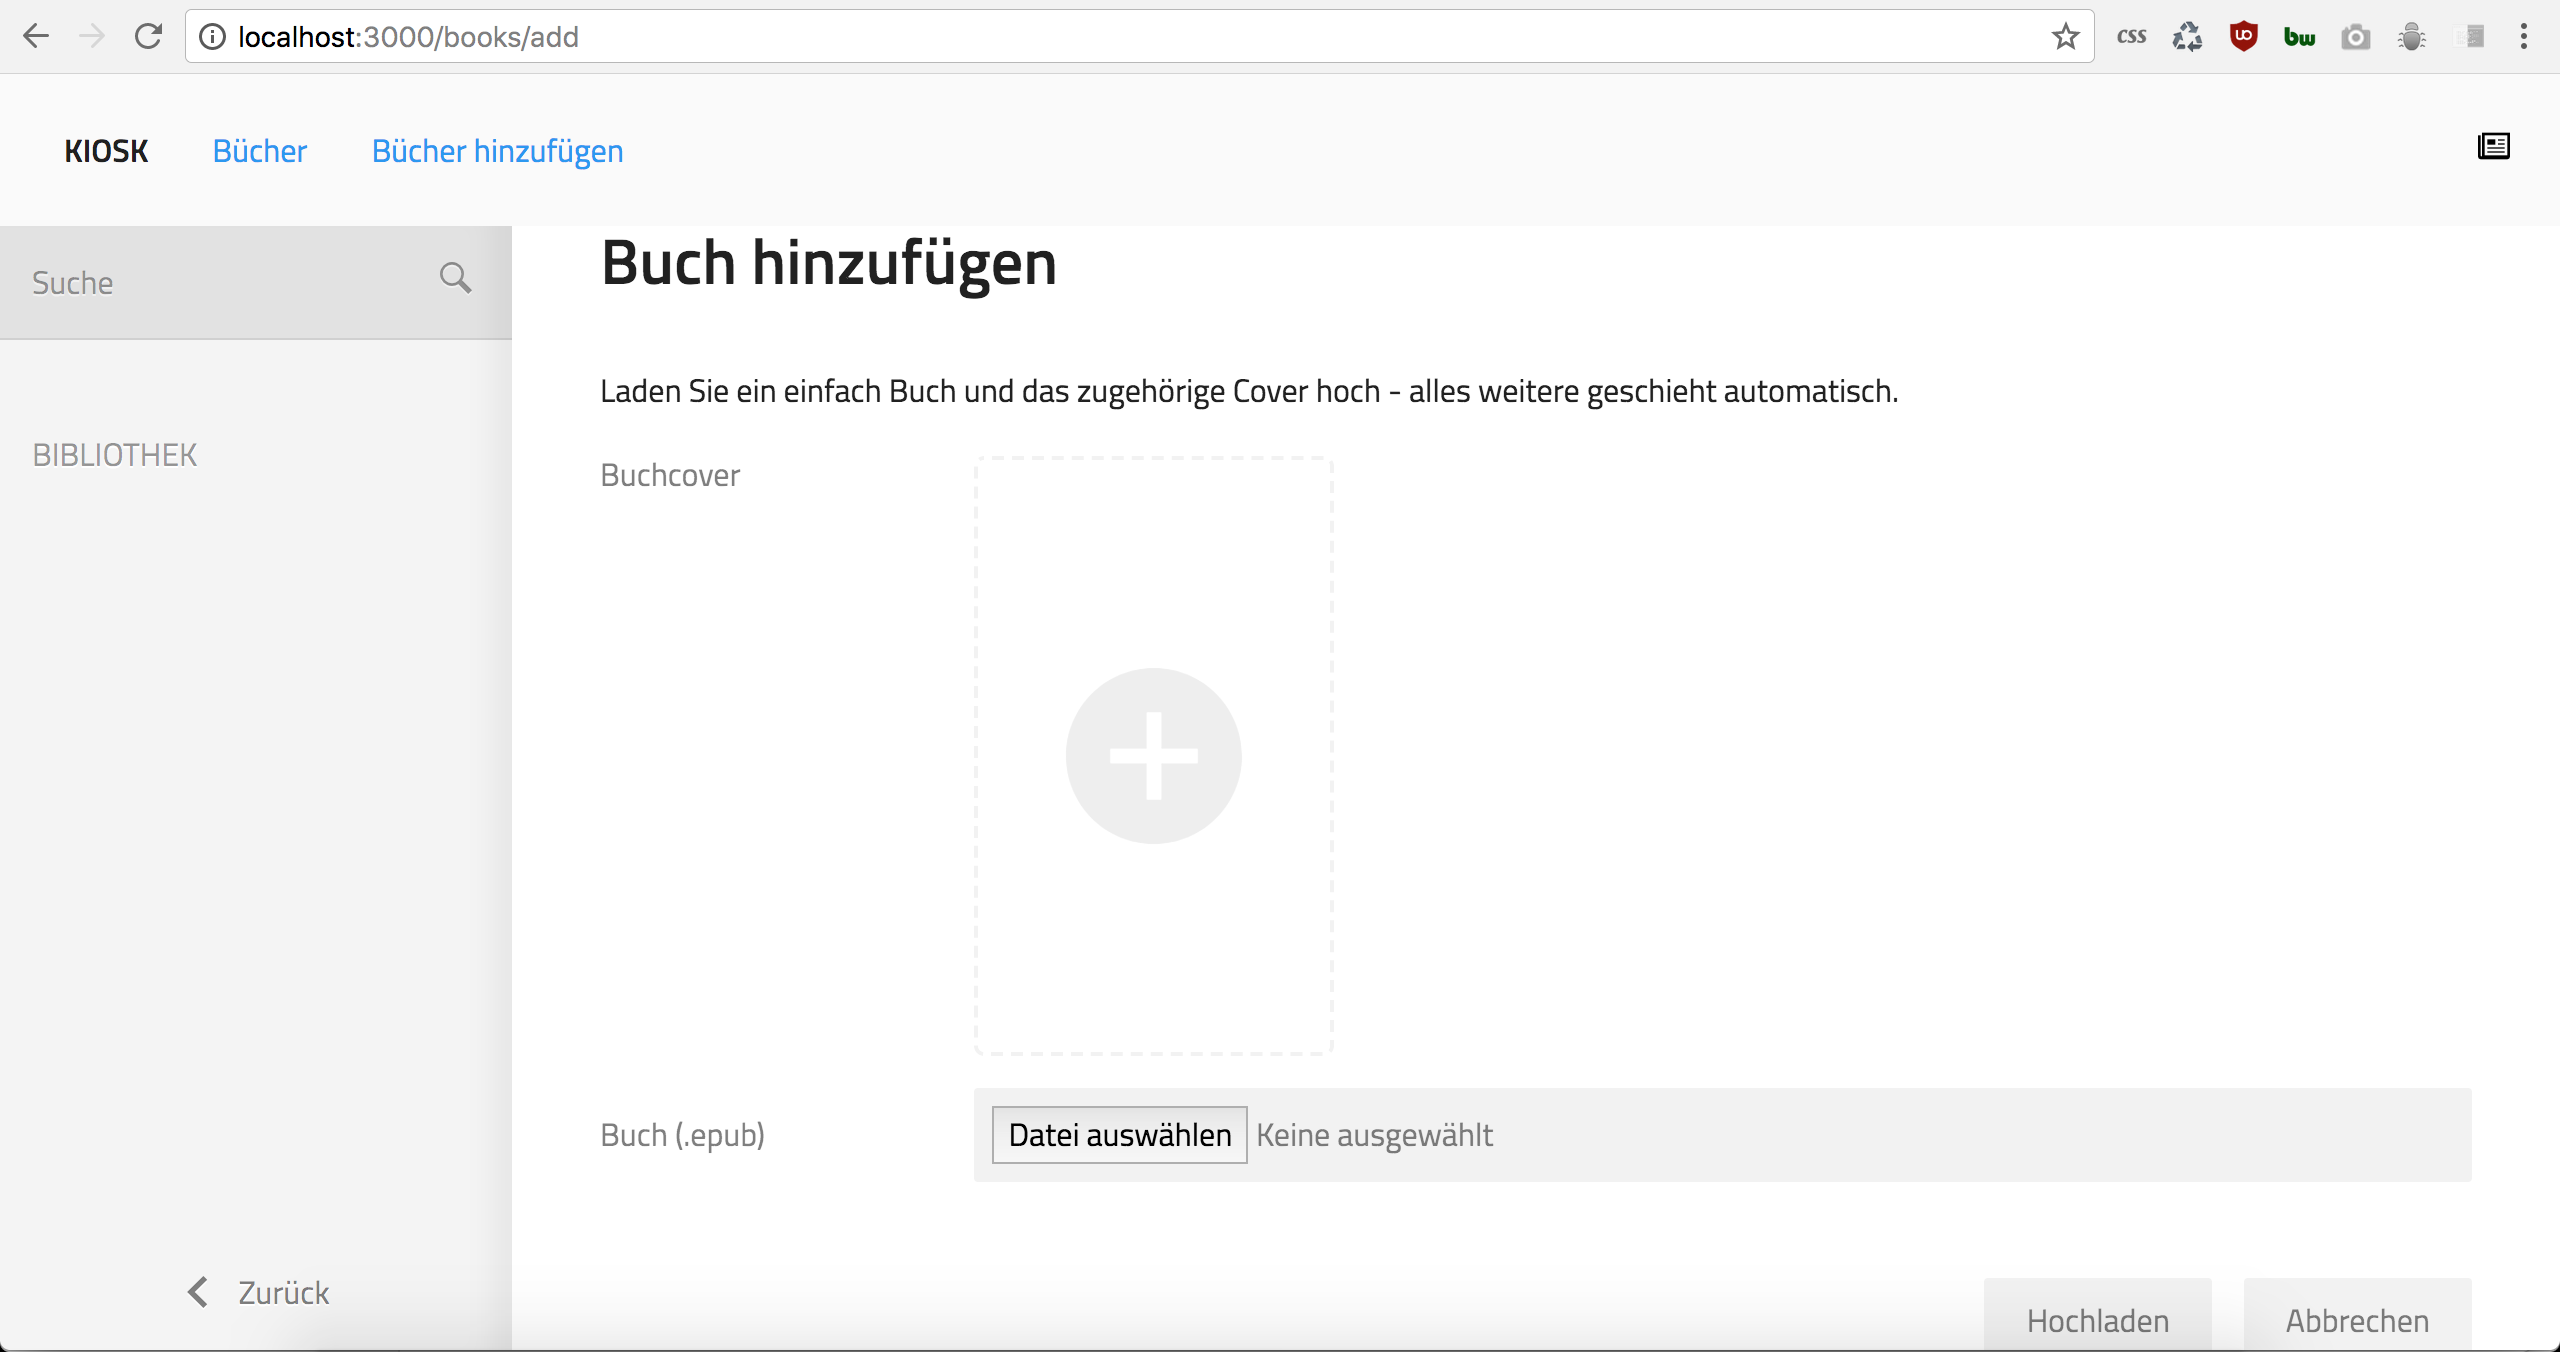 localhost:3000/books/add
css
UO
bw
KIOSK Bücher Bücher hinzufügen
Suche
BIBLIOTHEK
Zurück
Buch hinzufügen
Laden Sie ein einfach Buch und das zugehörige Cover hoch - alles weitere geschieht automatisch.
Buchcover
Buch (.epub) Datei auswählen Keine ausgewählt
Hochladen Abbrechen